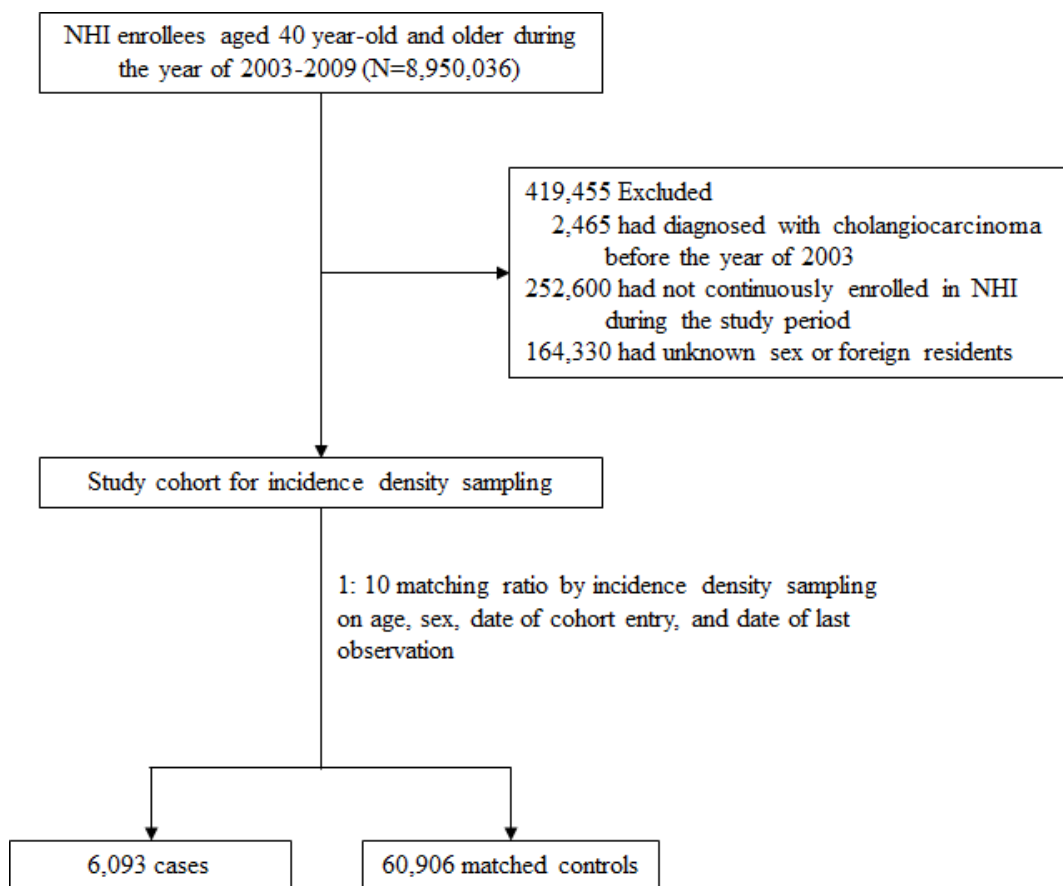 NHI enrollees aged 40 year-old and older during
the year of 2003-2009 (N=8,950,036)
419,455 Excluded
2,465 had diagnosed with cholangiocarcinoma
before the year of 2003
252,600 had not continuously enrolled in NHI
during the study period
164,330 had unknown sex or foreign residents
Study cohort for incidence density sampling
1: 10 matching ratio by incidence density sampling
on age, sex, date of cohort entry, and date of last
observation
6,093 cases
60,906 matched controls